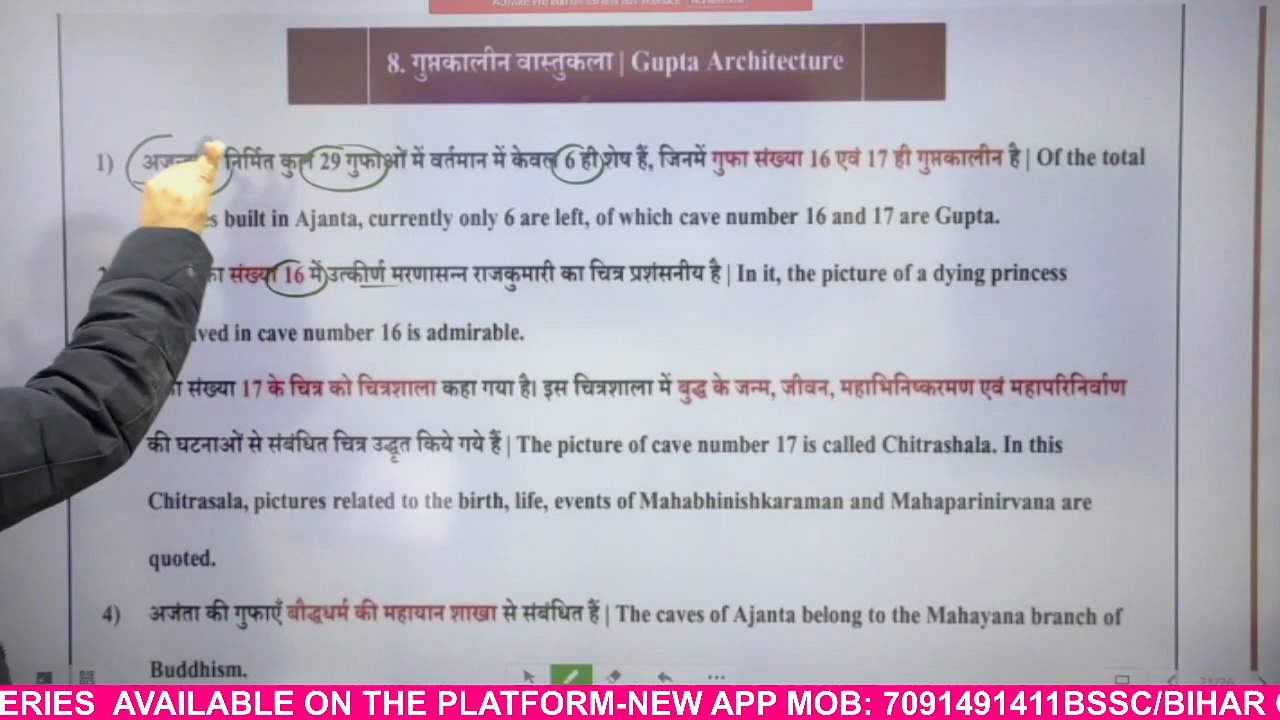 8. गुप्तकालीन वास्तुकला | Gupta Architecture
1) निर्मित कुल 29 गुफाओं में वर्तमान में केवल 6 ही शेष हैं, जिनमें गुफा संख्या 16 एवं 17 ही गुप्तकालीन है | Of the total
built in Ajanta, currently only 6 are left, of which cave number 16 and 17 are Gupta.
संख्या 16 में उत्कीर्ण मरणासन्न राजकुमारी का चित्र प्रशंसनीय है | In it, the picture of a dying princess
in cave number 16 is admirable.
संख्या 17 के चित्र को चित्रशाला कहा गया है। इस चित्रशाला में बुद्ध के जन्म, जीवन, महाभिनिष्करमण एवं महापरिनिर्वाण
की घटनाओं से संबंधित चित्र उद्धृत किये गये हैं | The picture of cave number 17 is called Chitrashala. In this
Chitrasala, pictures related to the birth, life, events of Mahabhinishkaraman and Mahaparinirvana are
quoted.
4) अजंता की गुफाएँ बौद्धधर्म की महायान शाखा से संबंधित हैं | The caves of Ajanta belong to the Mahayana branch of
Buddhism.
21/26
ERIES AVAILABLE ON THE PLATFORM-NEW APP MOB: 7091491411BSSC/BIHAR